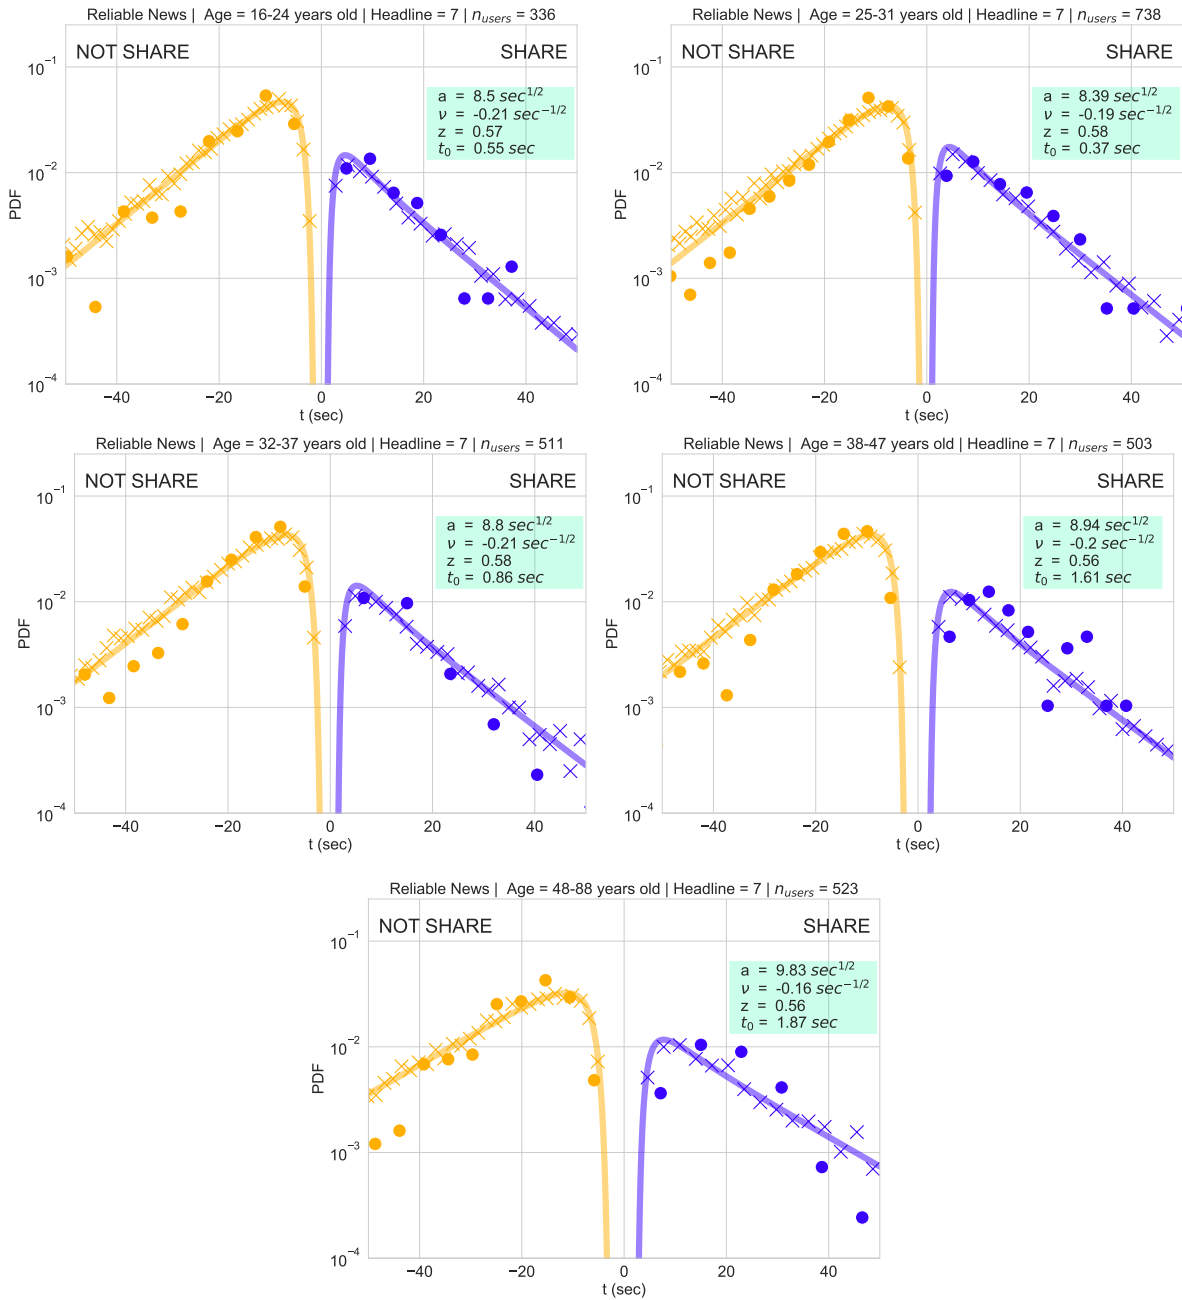 Reliable News | Age = 16-24 years old | Headline = 7 | n_users = 336
NOT SHARE SHARE
a = 8.5 sec^1/2
ν = -0.21 sec^−1/2
z = 0.57
t_0 = 0.55 sec
PDF
10^−1
10^−2
10^−3
10^−4
−40 −20 0 20 40
t (sec)
Reliable News | Age = 25-31 years old | Headline = 7 | n_users = 738
NOT SHARE SHARE
a = 8.39 sec^1/2
ν = -0.19 sec^−1/2
z = 0.58
t_0 = 0.37 sec
PDF
10^−1
10^−2
10^−3
10^−4
−40 −20 0 20 40
t (sec)
Reliable News | Age = 32-37 years old | Headline = 7 | n_users = 511
NOT SHARE SHARE
a = 8.8 sec^1/2
ν = -0.21 sec^−1/2
z = 0.58
t_0 = 0.86 sec
PDF
10^−1
10^−2
10^−3
10^−4
−40 −20 0 20 40
t (sec)
Reliable News | Age = 38-47 years old | Headline = 7 | n_users = 503
NOT SHARE SHARE
a = 8.94 sec^1/2
ν = -0.2 sec^−1/2
z = 0.56
t_0 = 1.61 sec
PDF
10^−1
10^−2
10^−3
10^−4
−40 −20 0 20 40
t (sec)
Reliable News | Age = 48-88 years old | Headline = 7 | n_users = 523
NOT SHARE SHARE
a = 9.83 sec^1/2
ν = -0.16 sec^−1/2
z = 0.56
t_0 = 1.87 sec
PDF
10^−1
10^−2
10^−3
10^−4
−40 −20 0 20 40
t (sec)